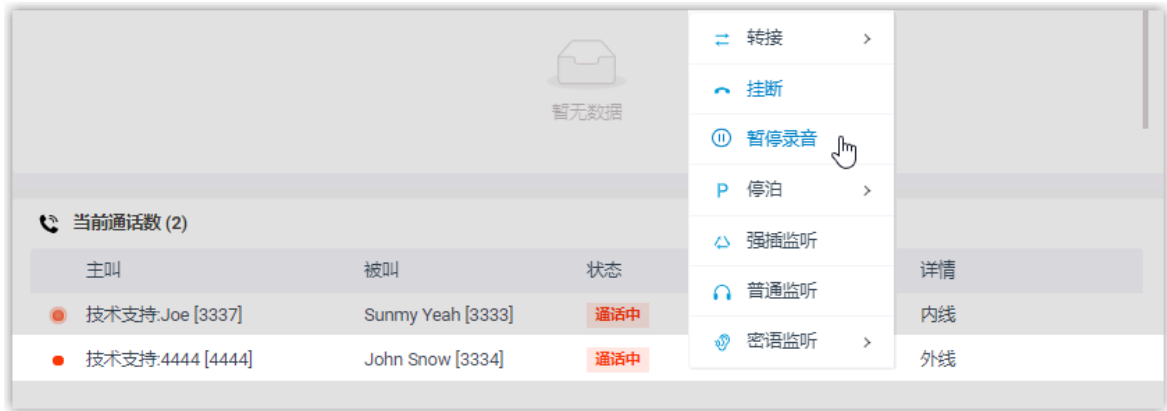 转接
挂断
暂无数据
暂停录音
P 停泊
当前通话数 (2)
强插监听
主叫 被叫 状态 详情
普通监听
技术支持:Joe [3337] Sunmy Yeah [3333] 通话中 内线
密语监听
技术支持:4444 [4444] John Snow [3334] 通话中 外线